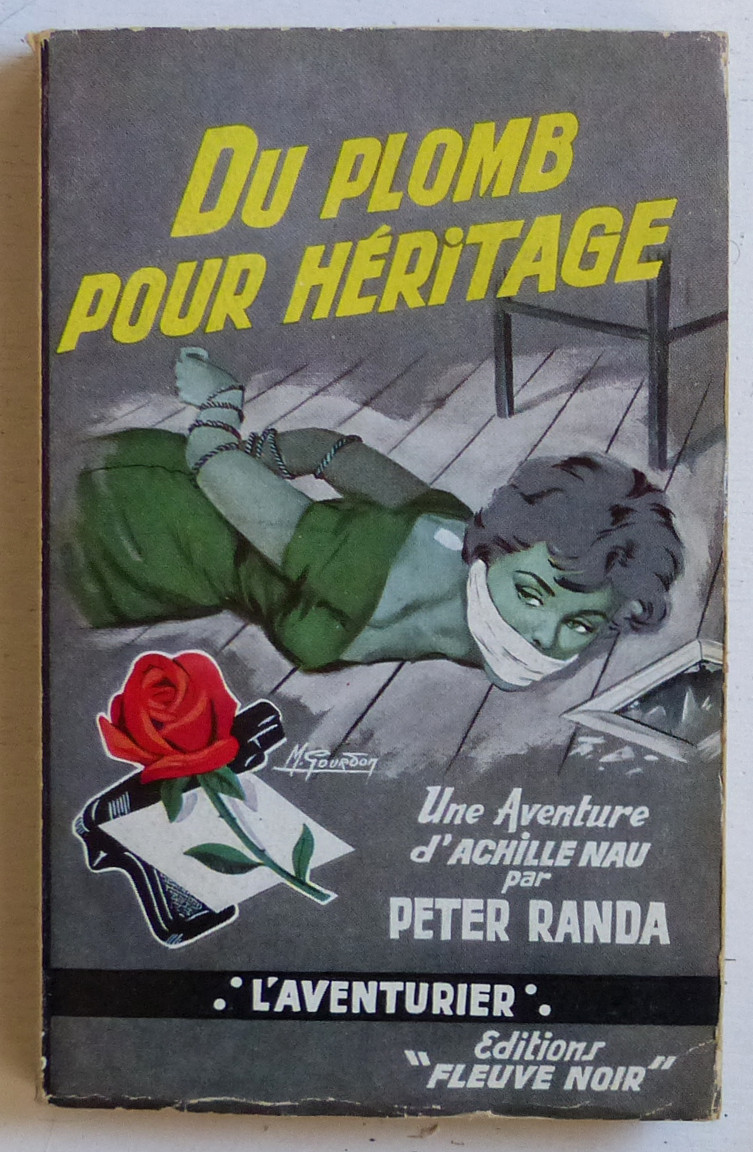 DU PLOMB
POUR HÉRiTAGE
M. Gourdon
Une Aventure
d'ACHILLE NAU
par
PETER RANDA
L'AVENTURIER
Editions
"FLEUVE NOIR"